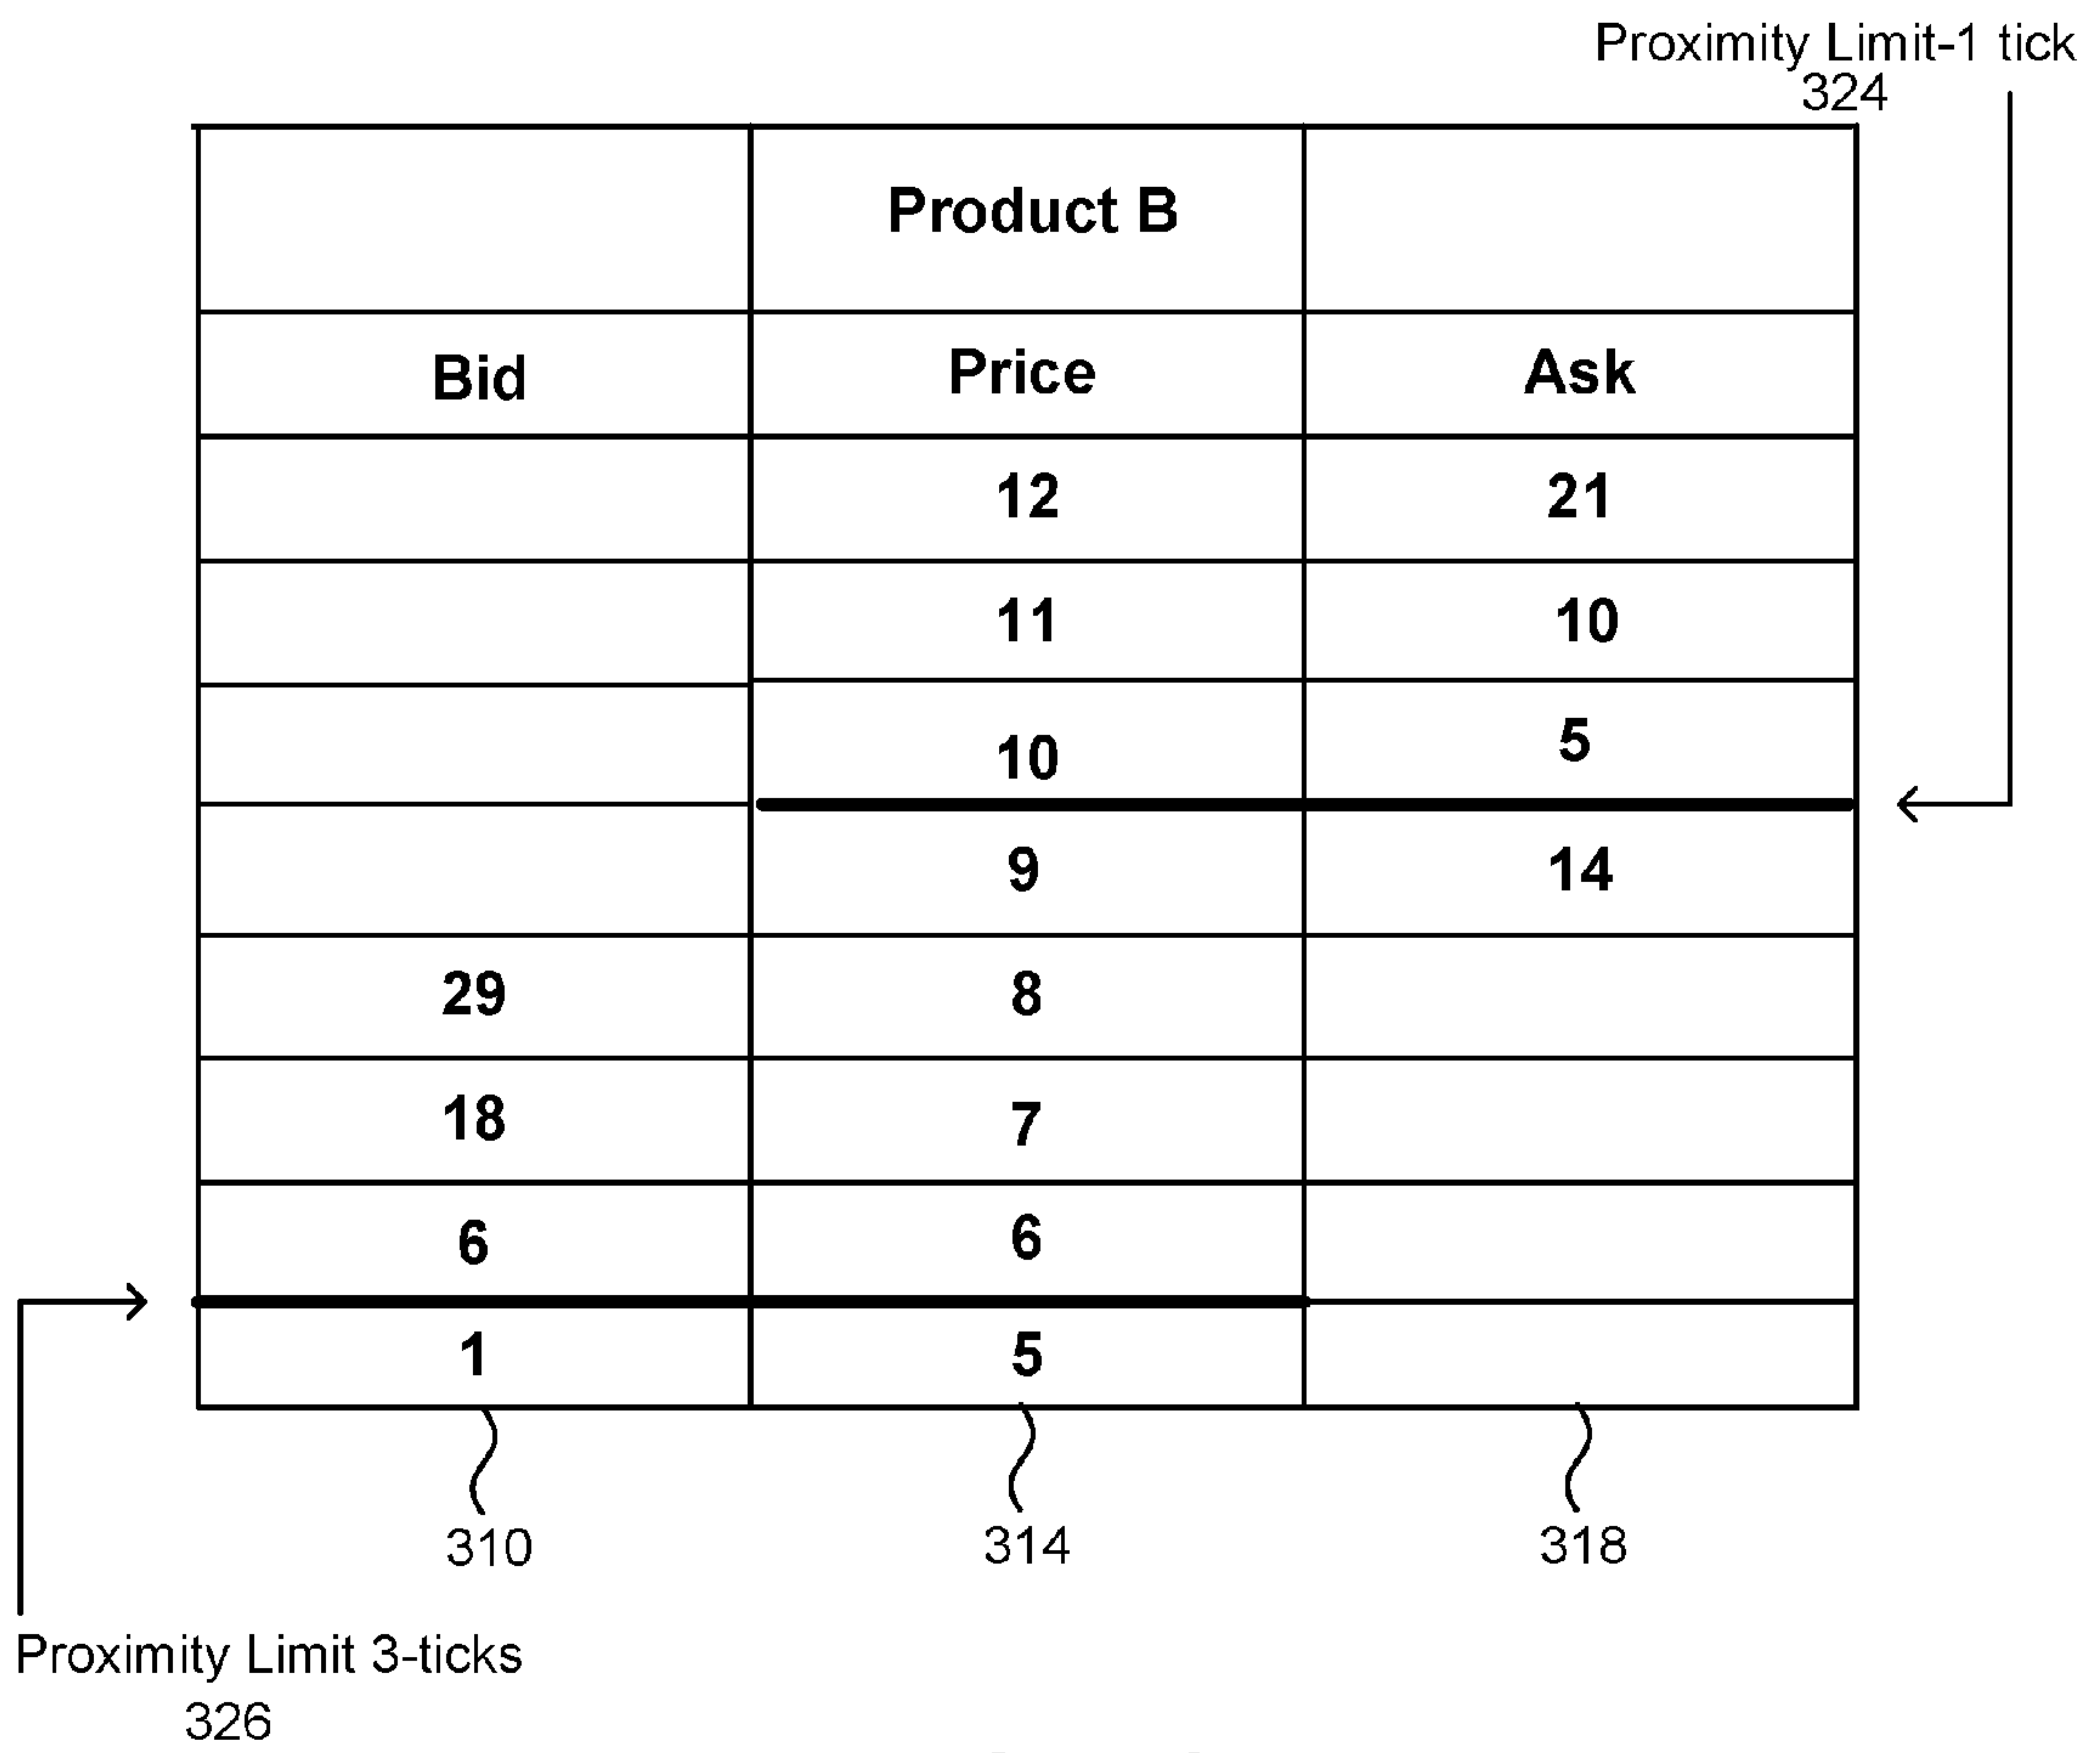 Proximity Limit-1 tick
324
Product B
Bid Price Ask
12 21
11 10
10 5
9 14
29 8
18 7
6 6
1 5
310 314 318
Proximity Limit 3-ticks
326